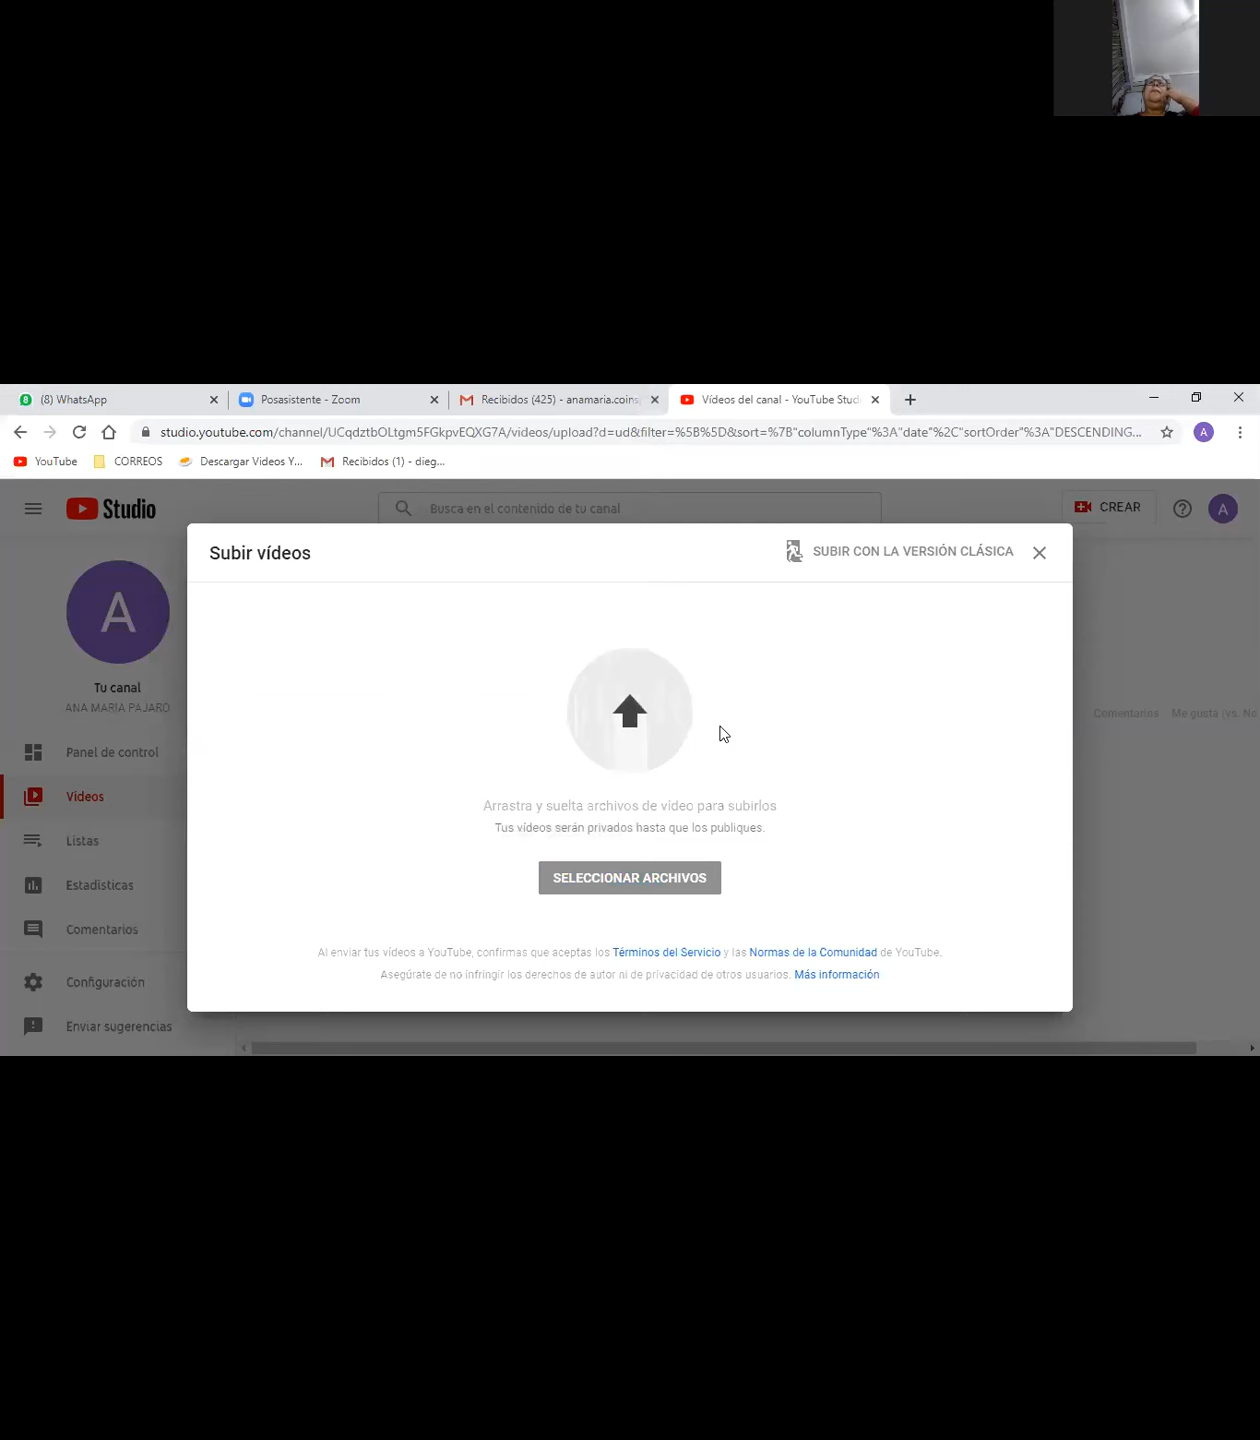 (8) WhatsApp
Posasistente - Zoom
Recibidos (425) - anamaria.coins
Vídeos del canal - YouTube Stud
studio.youtube.com/channel/UCqdztbOLtgm5FGkpvEQXG7A/videos/upload?d=ud&filter=%5B%5D&sort=%7B"columnType"%3A"date"%2C"sortOrder"%3A"DESCENDING...
A
YouTube
CORREOS
Descargar Videos Y...
Recibidos (1) - dieg...
Studio
Busca en el contenido de tu canal
CREAR
A
Subir vídeos
SUBIR CON LA VERSIÓN CLÁSICA
A
Tu canal
ANA MARIA PAJARO
Comentarios
Me gusta (vs. No
Panel de control
Vídeos
Listas
Estadísticas
Comentarios
Configuración
Enviar sugerencias
Arrastra y suelta archivos de vídeo para subirlos
Tus vídeos serán privados hasta que los publiques.
SELECCIONAR ARCHIVOS
Al enviar tus vídeos a YouTube, confirmas que aceptas los Términos del Servicio y las Normas de la Comunidad de YouTube.
Asegúrate de no infringir los derechos de autor ni de privacidad de otros usuarios. Más información